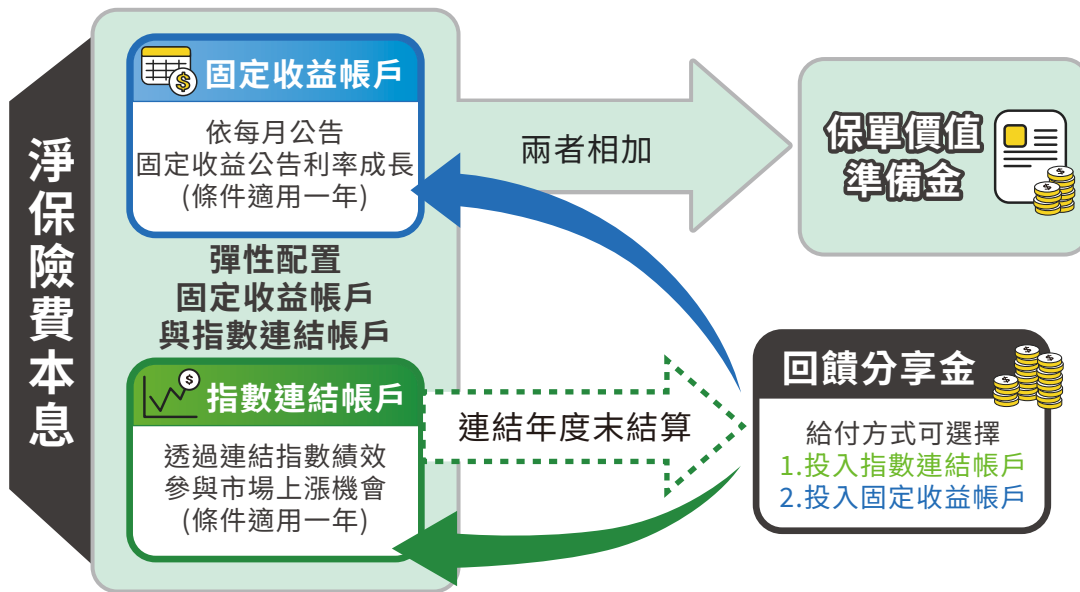 淨保險費本息
固定收益帳戶
依每月公告
固定收益公告利率成長
(條件適用一年)
彈性配置
固定收益帳戶
與指數連結帳戶
指數連結帳戶
透過連結指數績效
參與市場上漲機會
(條件適用一年)
兩者相加
保單價值
準備金
連結年度末結算
回饋分享金
給付方式可選擇
1.投入指數連結帳戶
2.投入固定收益帳戶